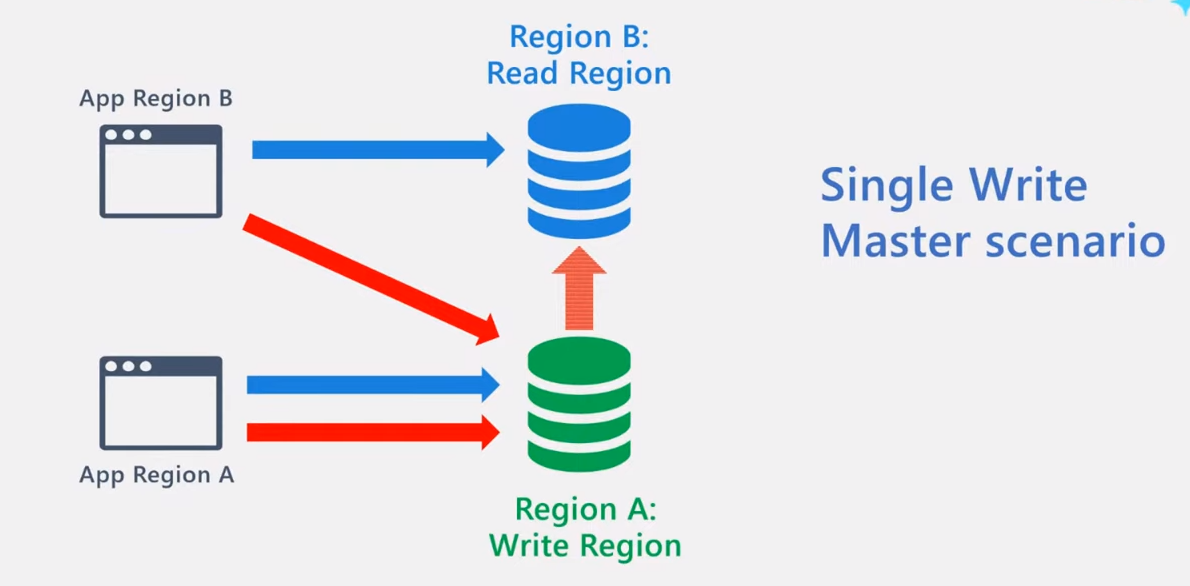 Region B:
Read Region
App Region B
Single Write
Master scenario
App Region A
Region A:
Write Region